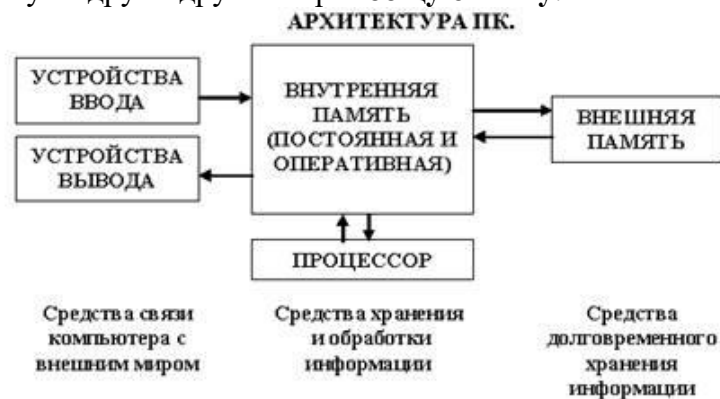 АРХИТЕКТУРА ПК.
УСТРОЙСТВА
ВВОДА
УСТРОЙСТВА
ВЫВОДА
ВНУТРЕННЯЯ
ПАМЯТЬ
(ПОСТОЯННАЯ И
ОПЕРАТИВНАЯ)
ВНЕШНЯЯ
ПАМЯТЬ
ПРОЦЕССОР
Средства связи
компьютера с
внешним миром
Средства хранения
и обработки
информации
Средства
долговременного
хранения
информации